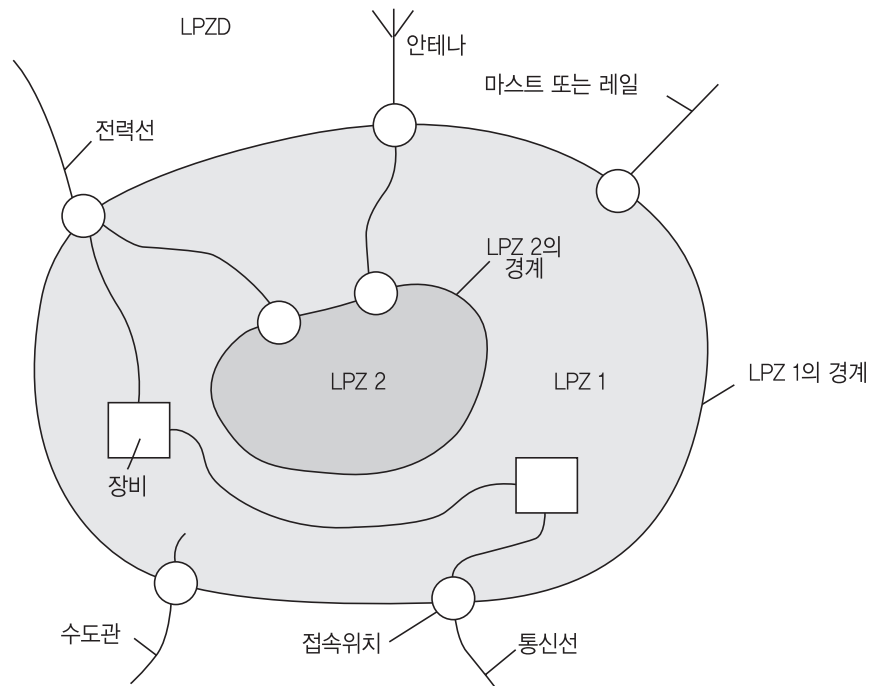 LPZD
안테나
마스트 또는 레일
전력선
LPZ 2의
경계
LPZ 2
LPZ 1
LPZ 1의 경계
장비
수도관
접속위치
통신선